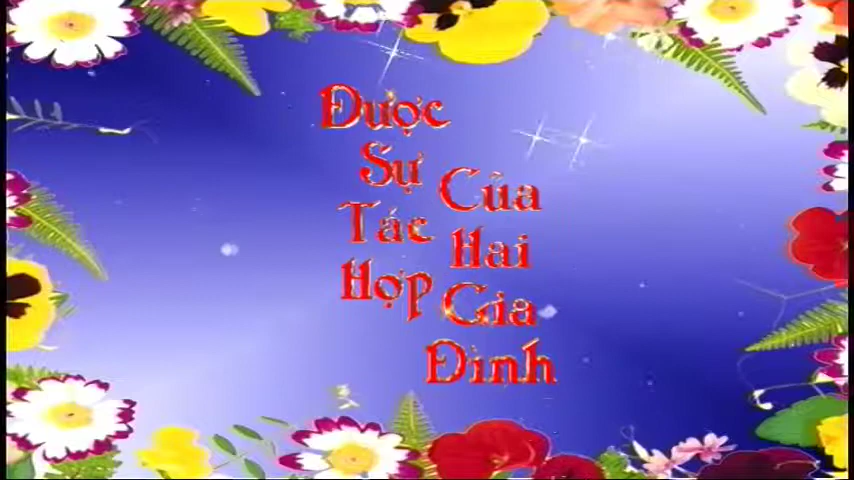 Được
Sự
Tác
Hợp
Của
Hai
Gia
Đình